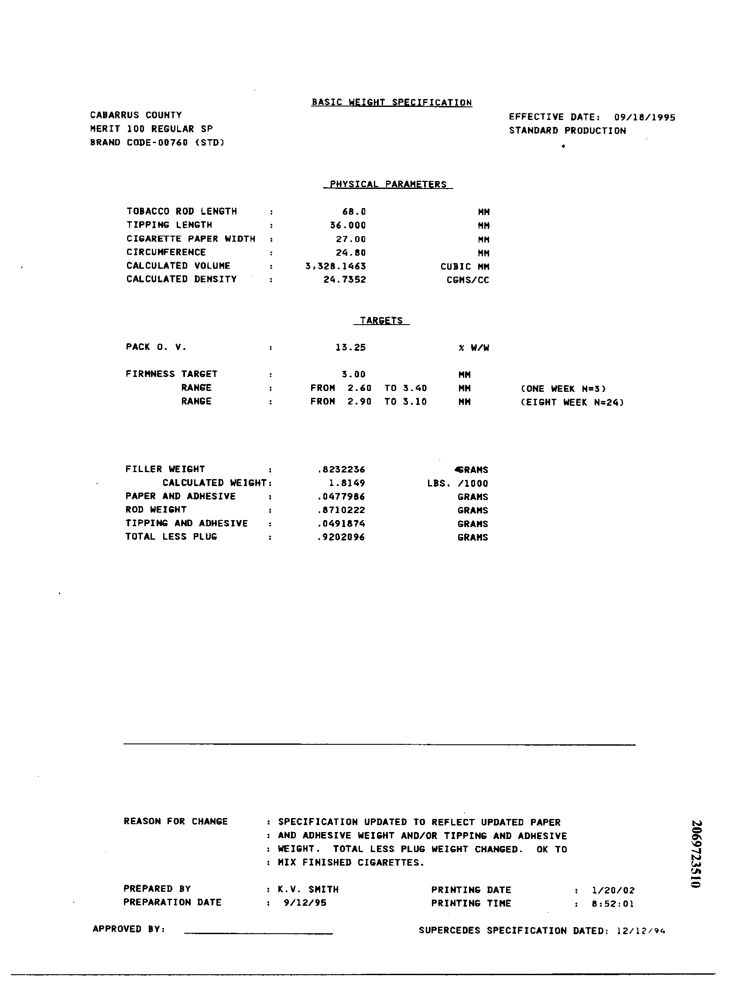 BASIC WEIGHT SPECIFICATION
CABARRUS COUNTY EFFECTIVE DATE: 09/18/1995
MERIT 100 REGULAR SP STANDARD PRODUCTION
BRAND CODE-00760 (STD)
PHYSICAL PARAMETERS
TOBACCO ROD LENGTH : 68.0 MM
TIPPING LENGTH : 36.000 MM
CIGARETTE PAPER WIDTH : 27.00 MM
CIRCUMFERENCE : 24.80 MM
CALCULATED VOLUME : 3,328.1463 CUBIC MM
CALCULATED DENSITY : 24.7352 CGMS/CC
TARGETS
PACK O. V. : 13.25 % W/W
FIRMNESS TARGET : 3.00 MM
RANGE : FROM 2.60 TO 3.40 MM (ONE WEEK N=3)
RANGE : FROM 2.90 TO 3.10 MM (EIGHT WEEK N=24)
FILLER WEIGHT : .8232236 GRAMS
CALCULATED WEIGHT: 1.8149 LBS. /1000
PAPER AND ADHESIVE : .0477986 GRAMS
ROD WEIGHT : .8710222 GRAMS
TIPPING AND ADHESIVE : .0491874 GRAMS
TOTAL LESS PLUG : .9202096 GRAMS
REASON FOR CHANGE : SPECIFICATION UPDATED TO REFLECT UPDATED PAPER
: AND ADHESIVE WEIGHT AND/OR TIPPING AND ADHESIVE
: WEIGHT. TOTAL LESS PLUG WEIGHT CHANGED. OK TO
: MIX FINISHED CIGARETTES.
PREPARED BY : K.V. SMITH PRINTING DATE : 1/20/02
PREPARATION DATE : 9/12/95 PRINTING TIME : 8:52:01
APPROVED BY: SUPERCEDES SPECIFICATION DATED: 12/12/94
2069723510